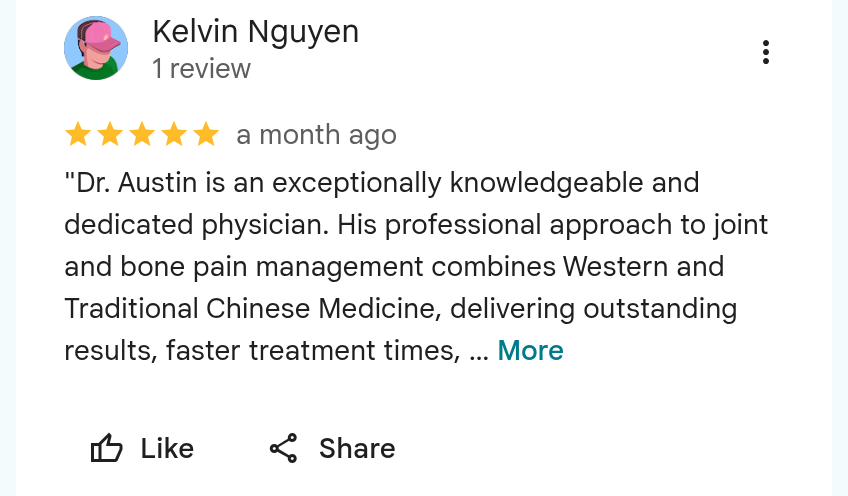 Kelvin Nguyen
1 review
a month ago
"Dr. Austin is an exceptionally knowledgeable and
dedicated physician. His professional approach to joint
and bone pain management combines Western and
Traditional Chinese Medicine, delivering outstanding
results, faster treatment times, ... More
Like Share